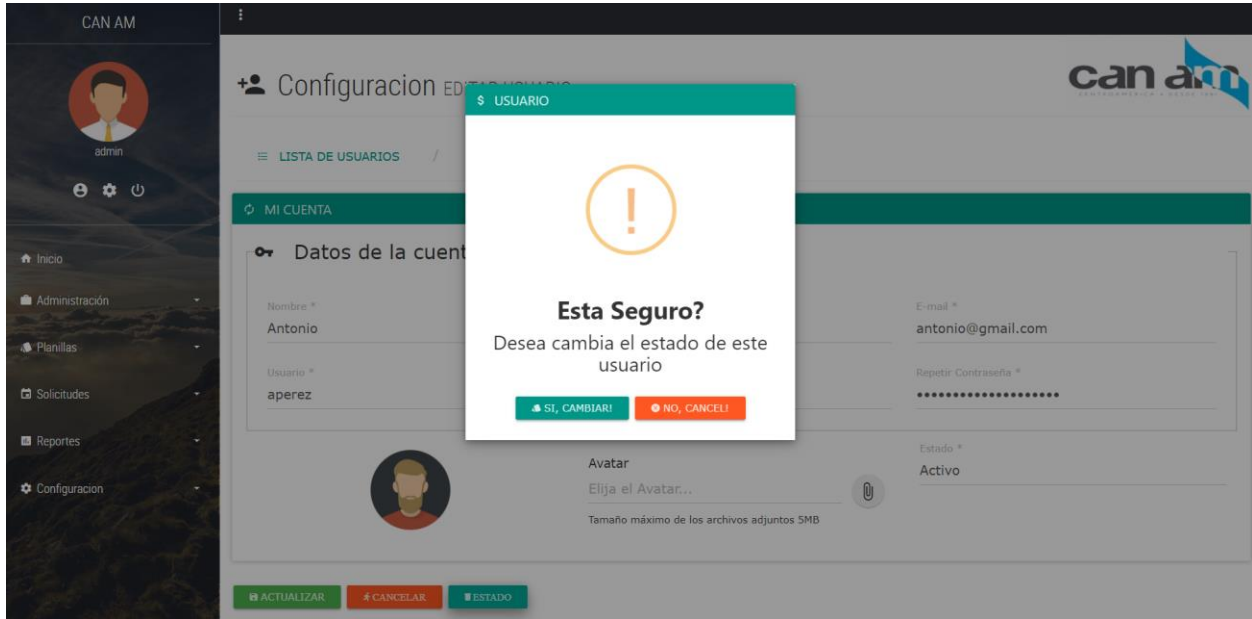 CAN AM
admin
Inicio
Administración
Planillas
Solicitudes
Reportes
Configuracion
Configuracion
can am
LISTA DE USUARIOS /
MI CUENTA
Datos de la cuent
Nombre *
Antonio
E-mail *
antonio@gmail.com
Usuario *
aperez
Repetir Contraseña *
••••••••••••••••••••
Avatar
Elija el Avatar...
Tamaño máximo de los archivos adjuntos 5MB
Estado *
Activo
ACTUALIZAR
CANCELAR
ESTADO
$ USUARIO
!
Esta Seguro?
Desea cambia el estado de este
usuario
SI, CAMBIAR!
NO, CANCEL!